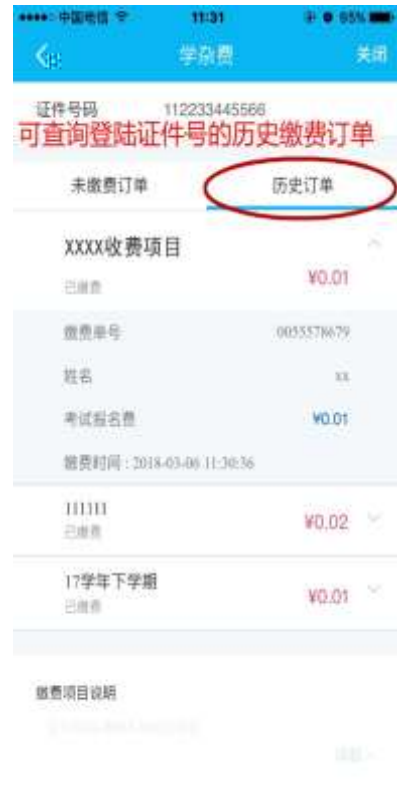 中国电信 11:31 65%
学杂费 关闭
证件号码 112233445566
可查询登陆证件号的历史缴费订单
未缴费订单 历史订单
XXXX收费项目
已缴费 ¥0.01
缴费单号 0055578679
姓名 xx
考试报名费 ¥0.01
缴费时间：2018-03-06 11:30:36
111111
已缴费 ¥0.02
17学年下学期
已缴费 ¥0.01
缴费项目说明